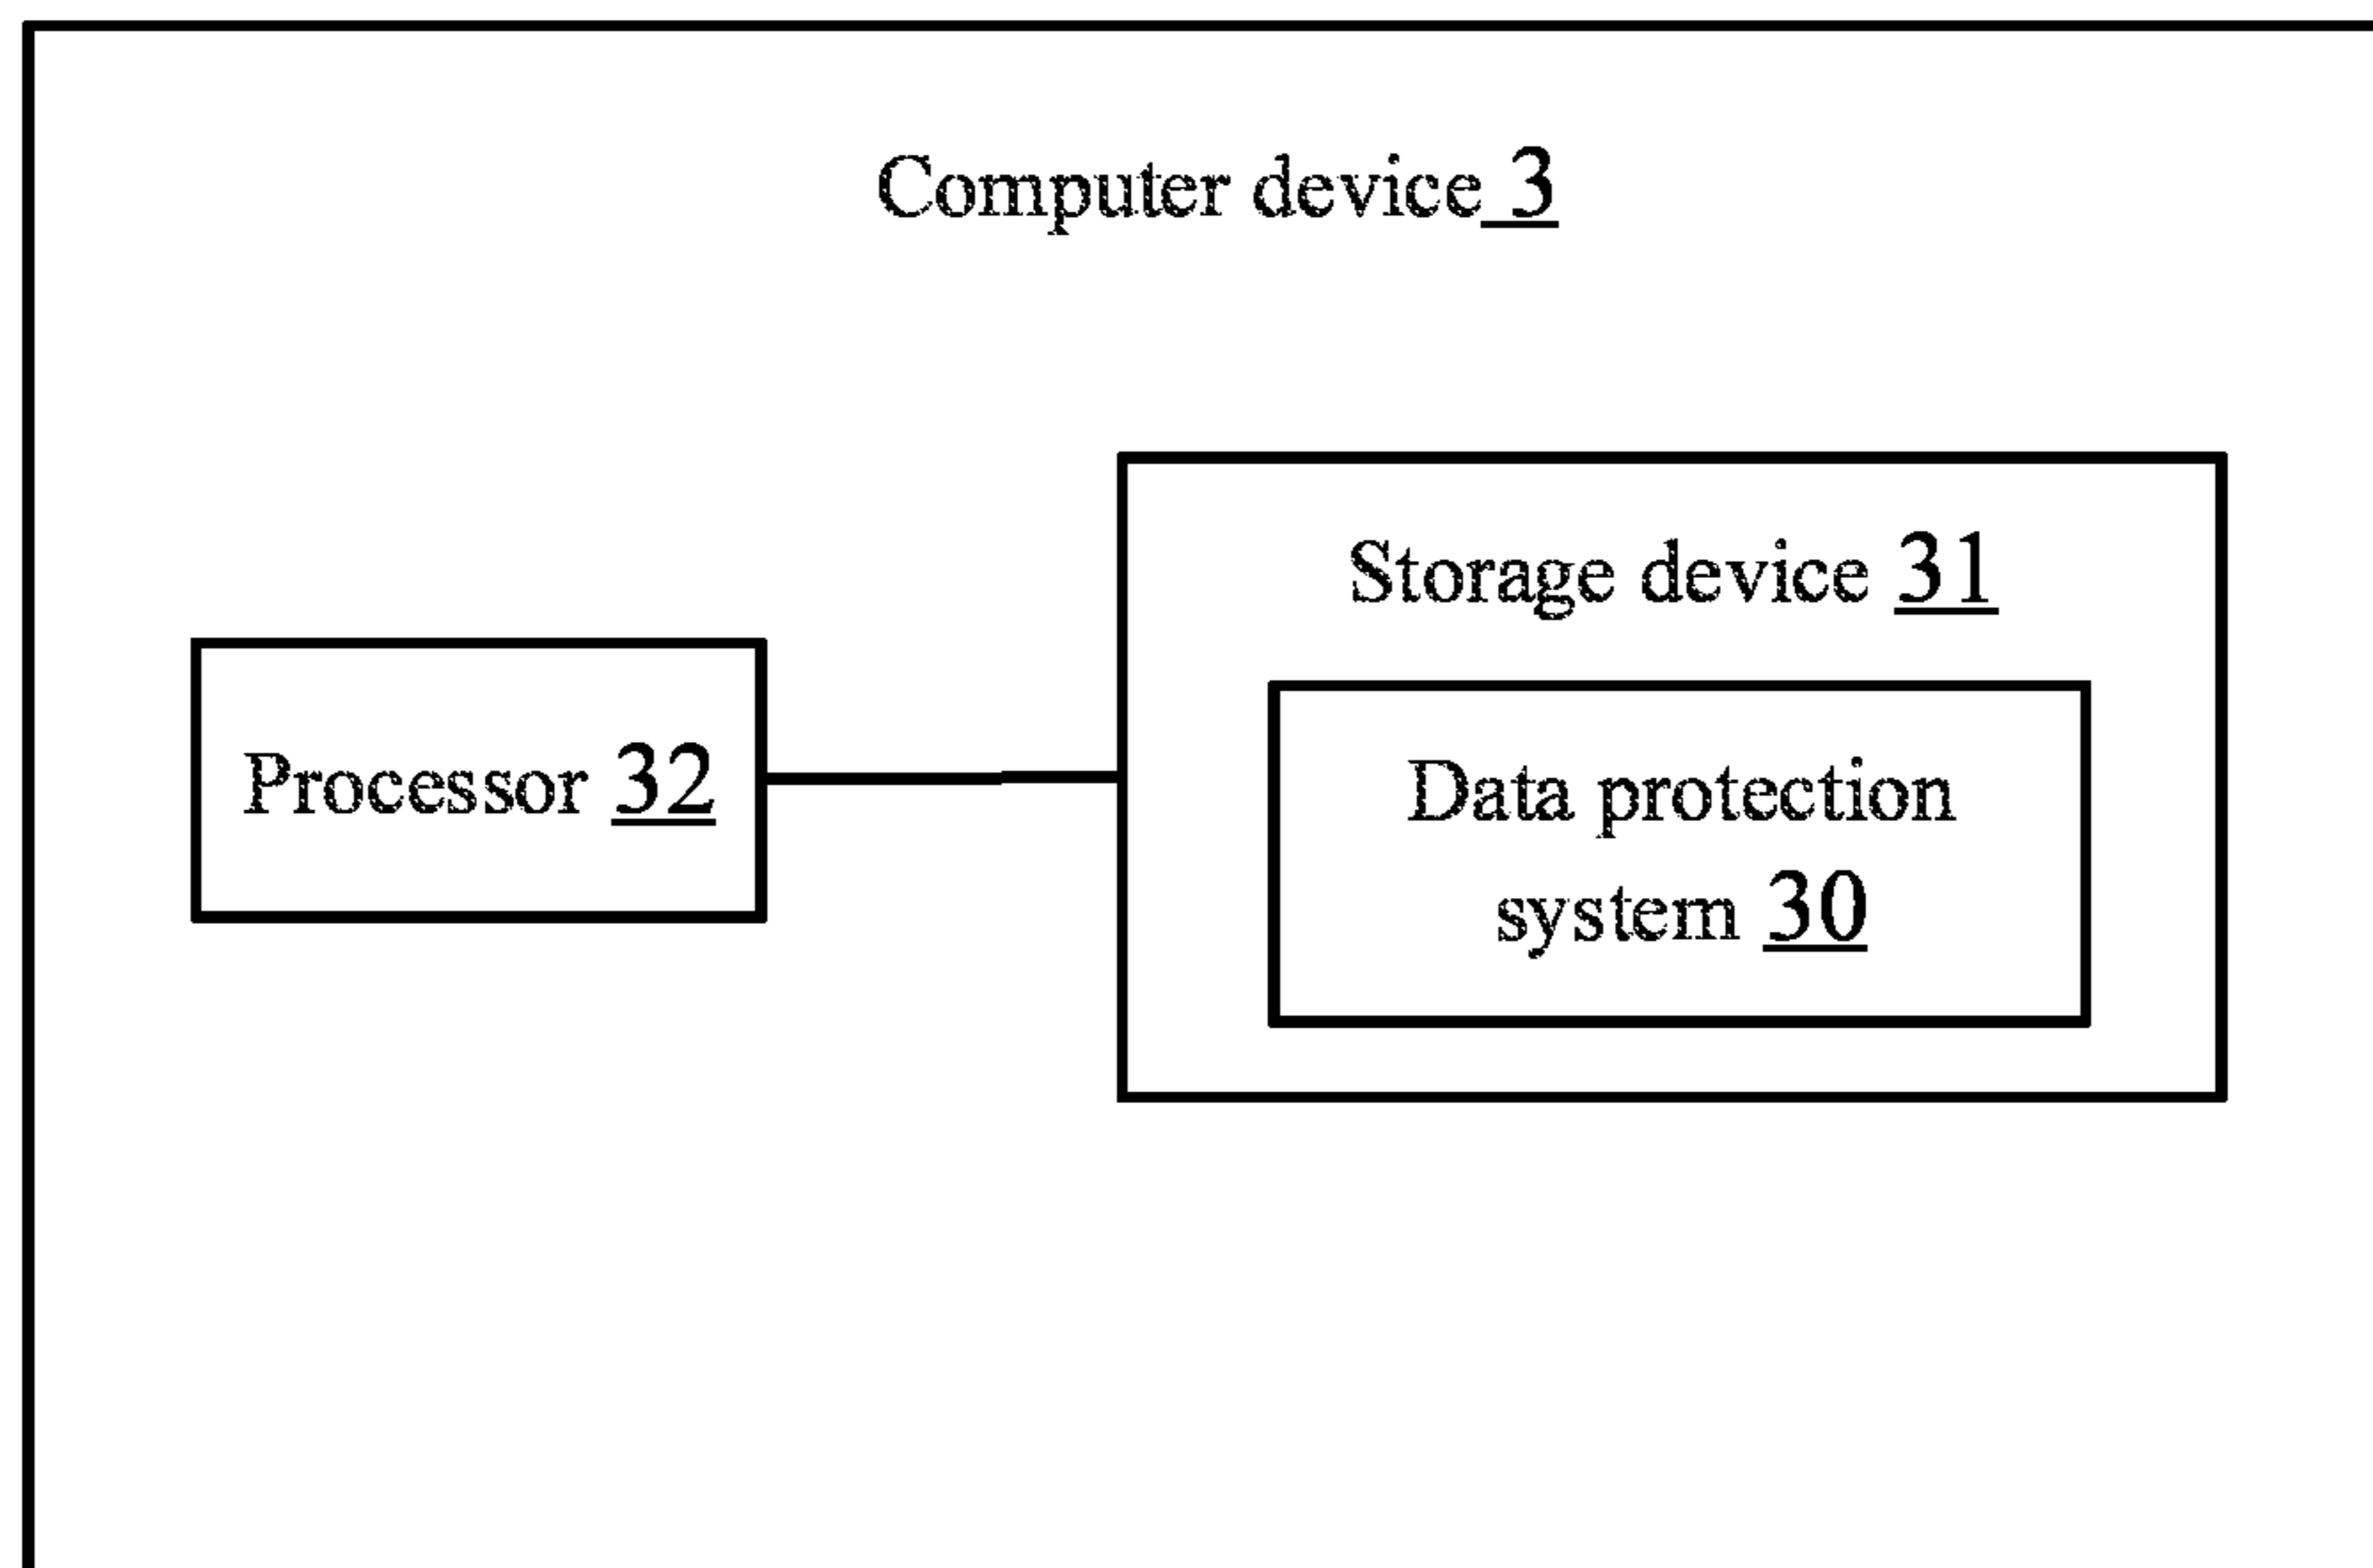 Computer device 3
Storage device 31
Processor 32
Data protection
system 30